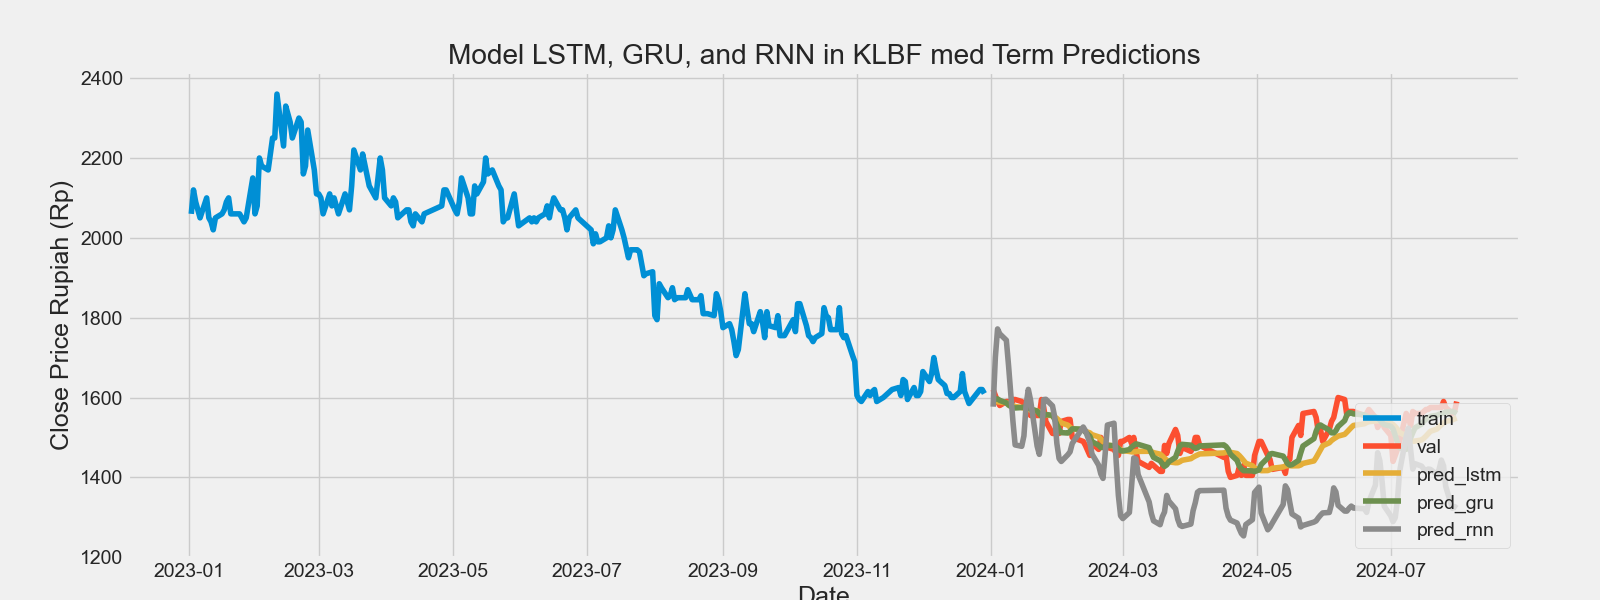 Model LSTM, GRU, and RNN in KLBF med Term Predictions
Close Price Rupiah (Rp)
2400
2200
2000
1800
1600
1400
1200
train
val
pred_lstm
pred_gru
pred_rnn
2023-01 2023-03 2023-05 2023-07 2023-09 2023-11 2024-01 2024-03 2024-05 2024-07
Date